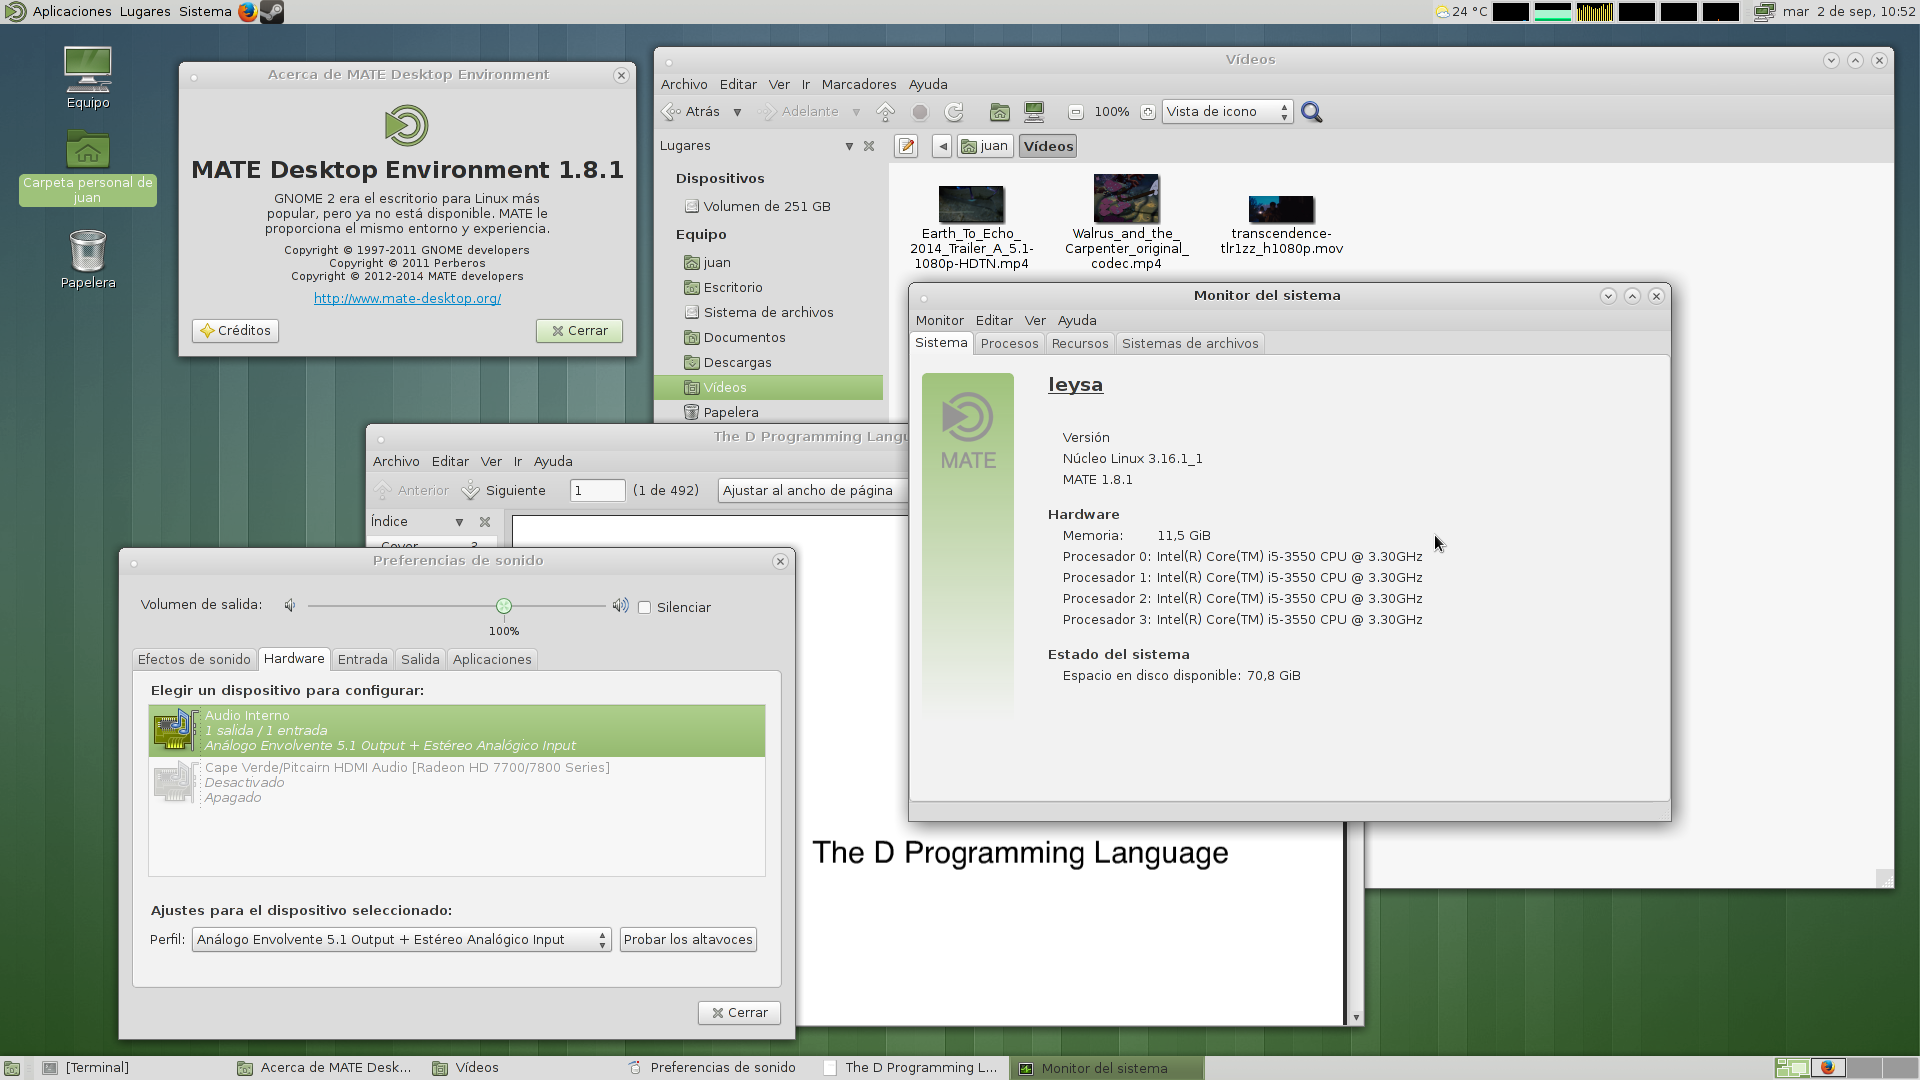 Aplicaciones Lugares Sistema
24 °C
mar 2 de sep, 10:52
Equipo
Carpeta personal de
juan
Papelera
Acerca de MATE Desktop Environment
MATE Desktop Environment 1.8.1
GNOME 2 era el escritorio para Linux más
popular, pero ya no está disponible. MATE le
proporciona el mismo entorno y experiencia.
Copyright © 1997-2011 GNOME developers
Copyright © 2011 Perberos
Copyright © 2012-2014 MATE developers
http://www.mate-desktop.org/
Créditos
Cerrar
Vídeos
Archivo Editar Ver Ir Marcadores Ayuda
Atrás
Adelante
100%
Vista de icono
Lugares
juan
Vídeos
Dispositivos
Volumen de 251 GB
Equipo
juan
Escritorio
Sistema de archivos
Documentos
Descargas
Vídeos
Papelera
Earth_To_Echo_
2014_Trailer_A_5.1-
1080p-HDTN.mp4
Walrus_and_the_
Carpenter_original_
codec.mp4
transcendence-
tlr1zz_h1080p.mov
Monitor del sistema
Monitor Editar Ver Ayuda
Sistema Procesos Recursos Sistemas de archivos
MATE
leysa
Versión
Núcleo Linux 3.16.1_1
MATE 1.8.1
Hardware
Memoria: 11,5 GiB
Procesador 0: Intel(R) Core(TM) i5-3550 CPU @ 3.30GHz
Procesador 1: Intel(R) Core(TM) i5-3550 CPU @ 3.30GHz
Procesador 2: Intel(R) Core(TM) i5-3550 CPU @ 3.30GHz
Procesador 3: Intel(R) Core(TM) i5-3550 CPU @ 3.30GHz
Estado del sistema
Espacio en disco disponible: 70,8 GiB
The D Programming Langu
Archivo Editar Ver Ir Ayuda
Anterior
Siguiente
1
(1 de 492)
Ajustar al ancho de página
Índice
The D Programming Language
Preferencias de sonido
Volumen de salida:
100%
Silenciar
Efectos de sonido Hardware Entrada Salida Aplicaciones
Elegir un dispositivo para configurar:
Audio Interno
1 salida / 1 entrada
Análogo Envolvente 5.1 Output + Estéreo Analógico Input
Cape Verde/Pitcairn HDMI Audio [Radeon HD 7700/7800 Series]
Desactivado
Apagado
Ajustes para el dispositivo seleccionado:
Perfil: Análogo Envolvente 5.1 Output + Estéreo Analógico Input
Probar los altavoces
Cerrar
[Terminal]
Acerca de MATE Desk...
Vídeos
Preferencias de sonido
The D Programming L...
Monitor del sistema